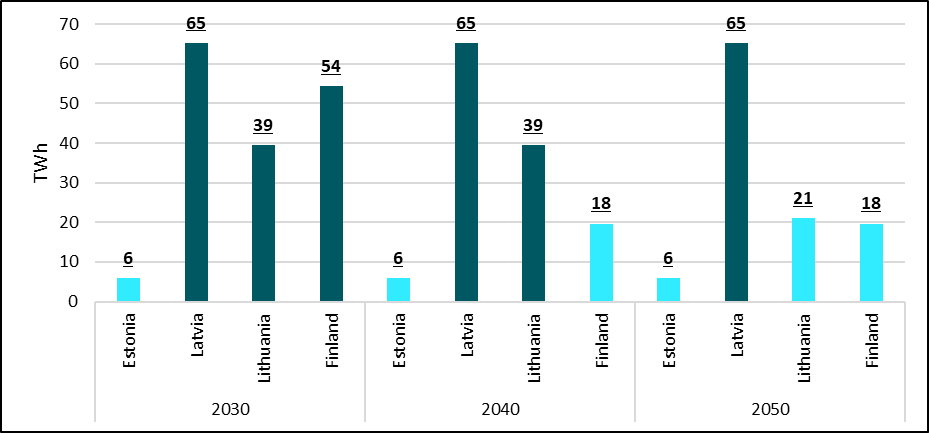 70
60
50
40
30
20
10
0
TWh
6
65
39
54
6
65
39
18
6
65
21
18
Estonia
Latvia
Lithuania
Finland
Estonia
Latvia
Lithuania
Finland
Estonia
Latvia
Lithuania
Finland
2030
2040
2050